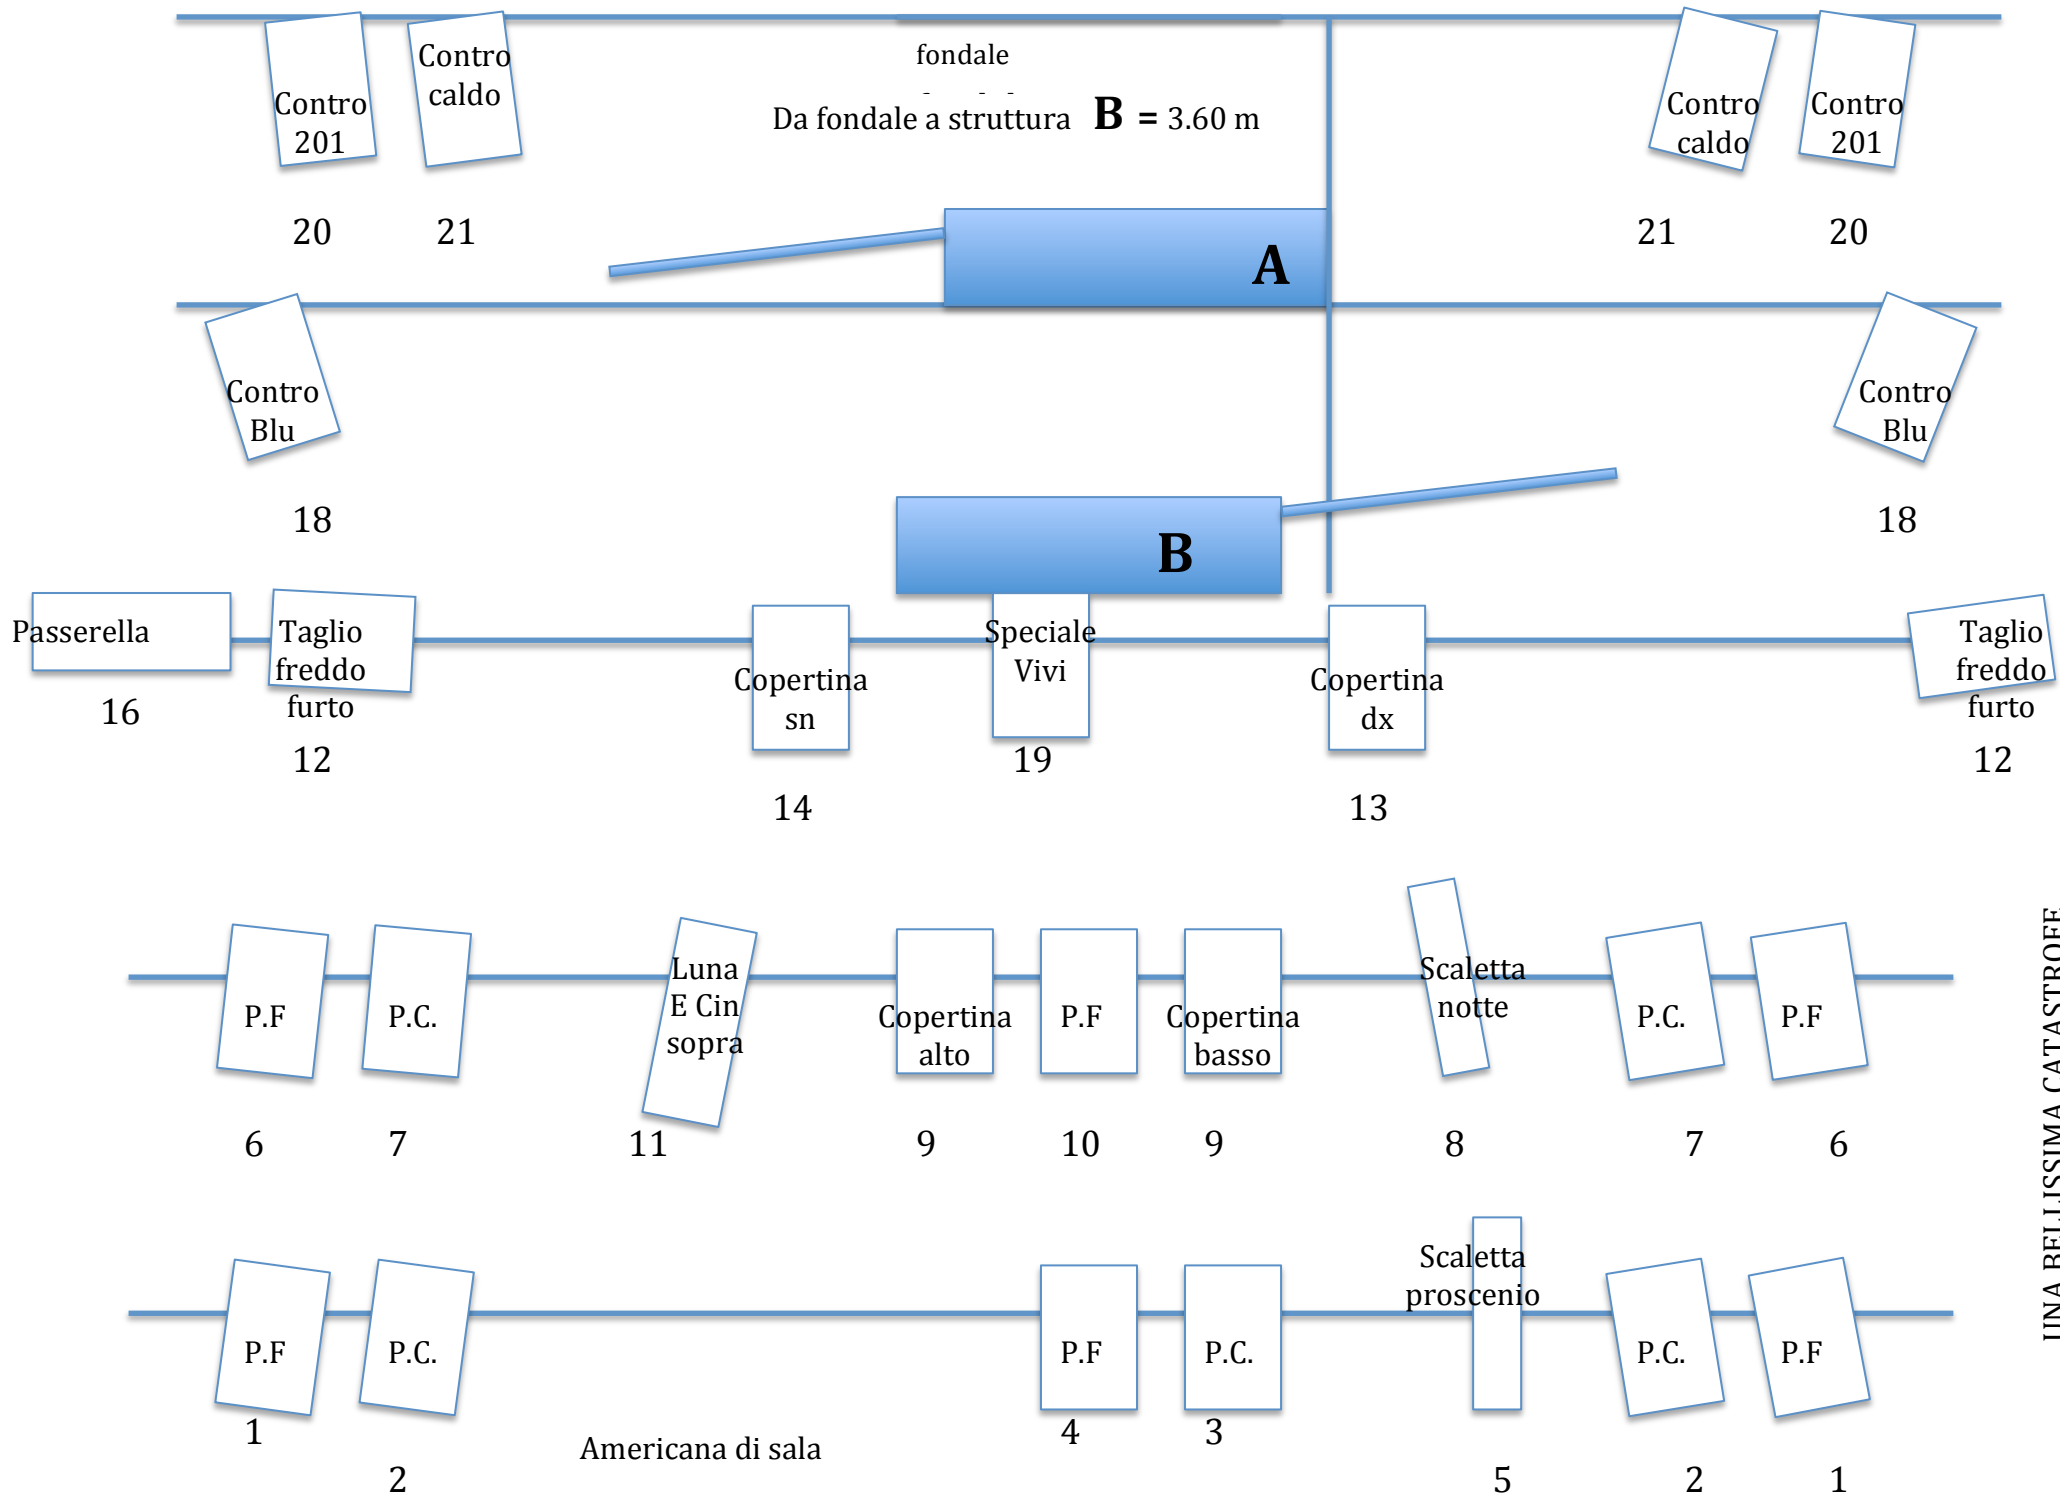 fondale
Da fondale a struttura B = 3.60 m
Contro
201
Contro
caldo
Contro
caldo
Contro
201
20
21
21
20
A
Contro
Blu
Contro
Blu
18
18
B
Passerella
Taglio
freddo
furto
Copertina
sn
Speciale
Vivi
Copertina
dx
Taglio
freddo
furto
16
12
14
19
13
12
P.F
P.C.
Luna
E Cin
sopra
Copertina
alto
P.F
Copertina
basso
Scaletta
notte
P.C.
P.F
6
7
11
9
10
9
8
7
6
P.F
P.C.
P.F
P.C.
Scaletta
proscenio
P.C.
P.F
1
2
Americana di sala
4
3
5
2
1
UNA BELLISSIMA CATASTROFE